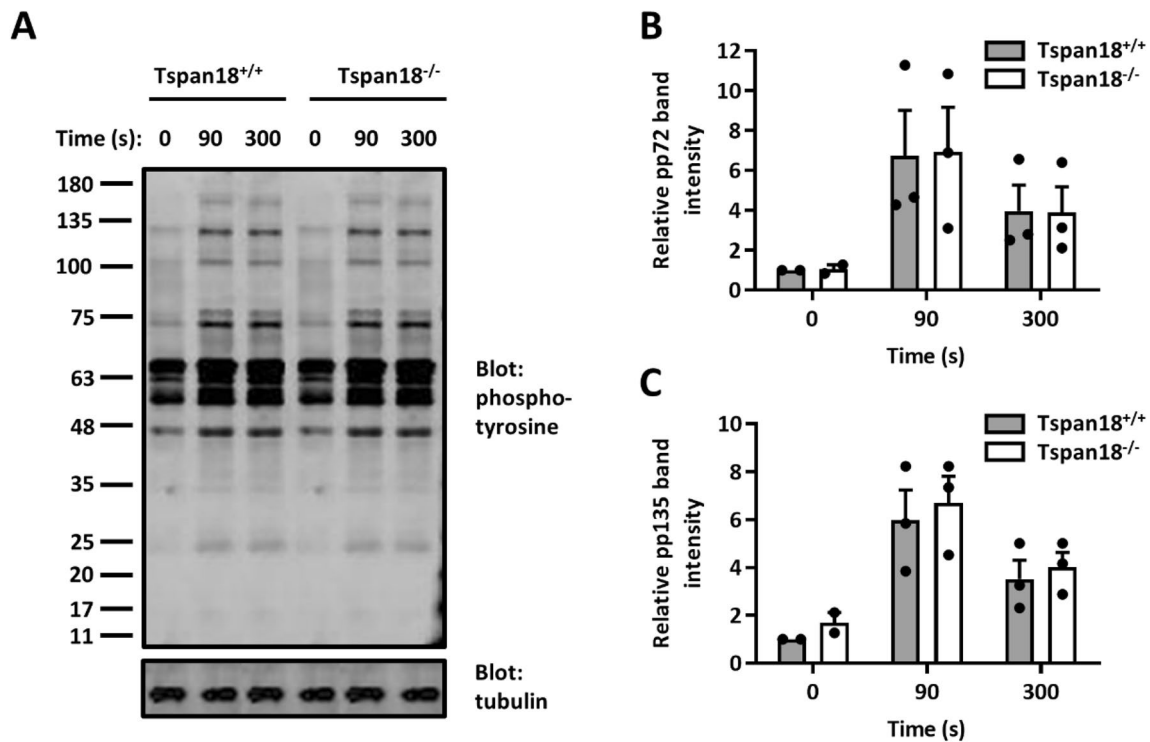 A
Tspan18+/+ Tspan18-/-
Time (s): 0 90 300 0 90 300
180
135
100
75
63
48
35
25
20
17
11
Blot:
phospho-
tyrosine
Blot:
tubulin
B
Tspan18+/+
Tspan18-/-
Relative pp72 band
intensity
12
10
8
6
4
2
0
0 90 300
Time (s)
C
Tspan18+/+
Tspan18-/-
Relative pp135 band
intensity
10
8
6
4
2
0
0 90 300
Time (s)